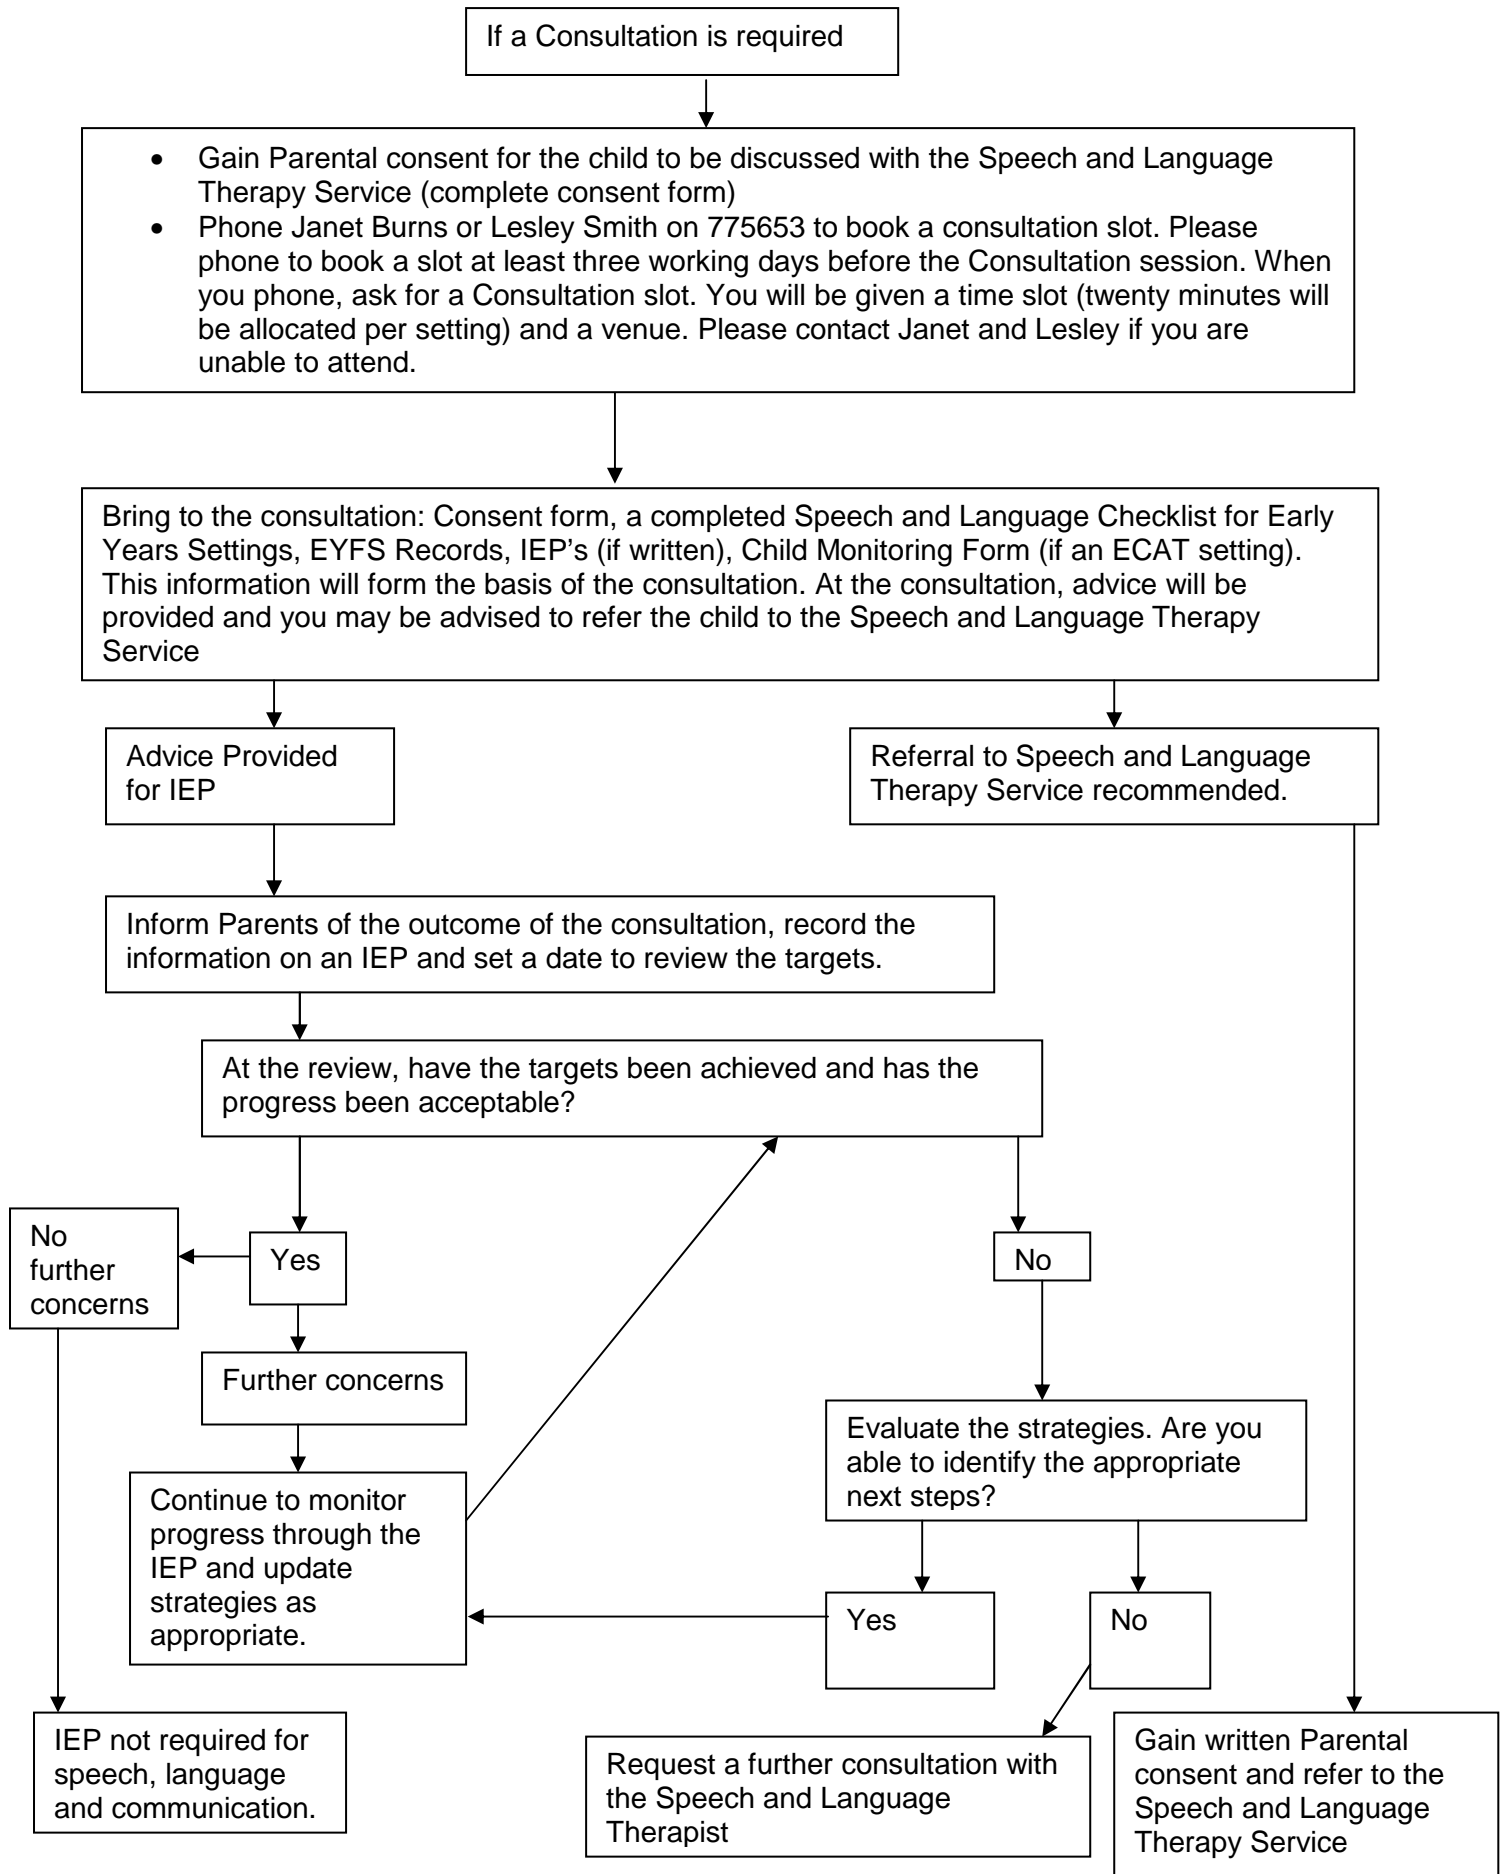 If a Consultation is required
• Gain Parental consent for the child to be discussed with the Speech and Language
Therapy Service (complete consent form)
• Phone Janet Burns or Lesley Smith on 775653 to book a consultation slot. Please
phone to book a slot at least three working days before the Consultation session. When
you phone, ask for a Consultation slot. You will be given a time slot (twenty minutes will
be allocated per setting) and a venue. Please contact Janet and Lesley if you are
unable to attend.
Bring to the consultation: Consent form, a completed Speech and Language Checklist for Early
Years Settings, EYFS Records, IEP's (if written), Child Monitoring Form (if an ECAT setting).
This information will form the basis of the consultation. At the consultation, advice will be
provided and you may be advised to refer the child to the Speech and Language Therapy
Service
Advice Provided
for IEP
Referral to Speech and Language
Therapy Service recommended.
Inform Parents of the outcome of the consultation, record the
information on an IEP and set a date to review the targets.
At the review, have the targets been achieved and has the
progress been acceptable?
No
further
concerns
Yes
No
Further concerns
Evaluate the strategies. Are you
able to identify the appropriate
next steps?
Continue to monitor
progress through the
IEP and update
strategies as
appropriate.
Yes
No
IEP not required for
speech, language
and communication.
Request a further consultation with
the Speech and Language
Therapist
Gain written Parental
consent and refer to the
Speech and Language
Therapy Service